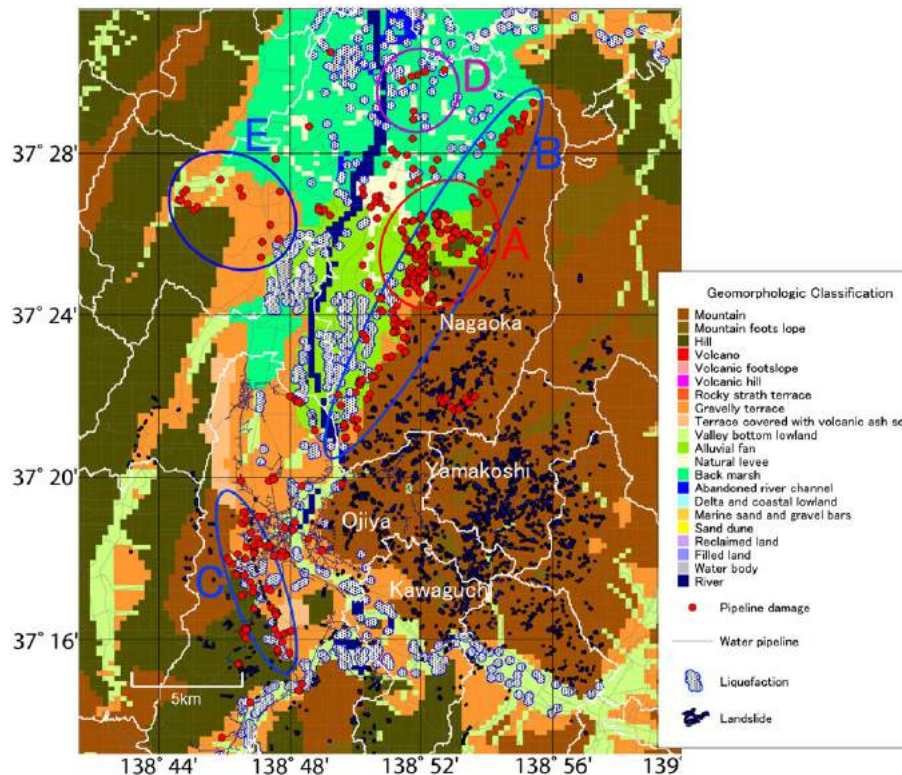 D
37° 28'
E
B
A
37° 24'
Nagaoka
37° 20'
Yamakoshi
Ojiya
C
Kawaguchi
37° 16'
5km
138° 44' 138° 48' 138° 52' 138° 56' 139°
Geomorphologic Classification
Mountain
Mountain foots lope
Hill
Volcano
Volcanic footslope
Volcanic hill
Rocky strath terrace
Gravelly terrace
Terrace covered with volcanic ash so
Valley bottom lowland
Alluvial fan
Natural levee
Back marsh
Abandoned river channel
Delta and coastal lowland
Marine sand and gravel bars
Sand dune
Reclaimed land
Filled land
Water body
River
Pipeline damage
Water pipeline
Liquefaction
Landslide